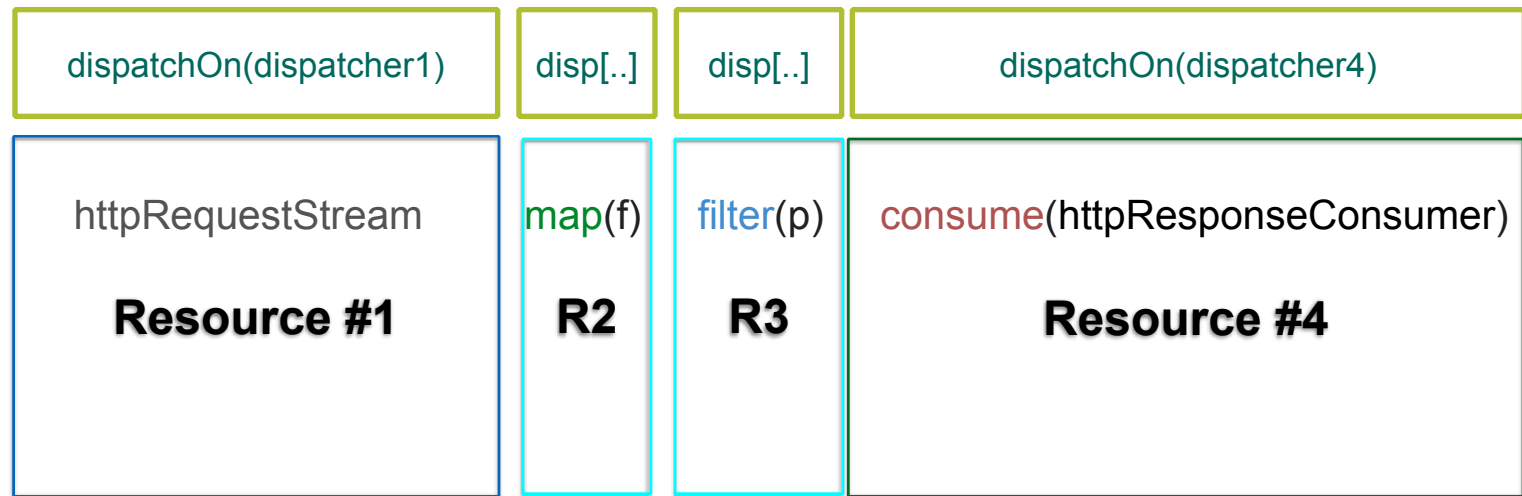 dispatchOn(dispatcher1) disp[..] disp[..] dispatchOn(dispatcher4)
httpRequestStream map(f) filter(p) consume(httpResponseConsumer)
Resource #1 R2 R3 Resource #4